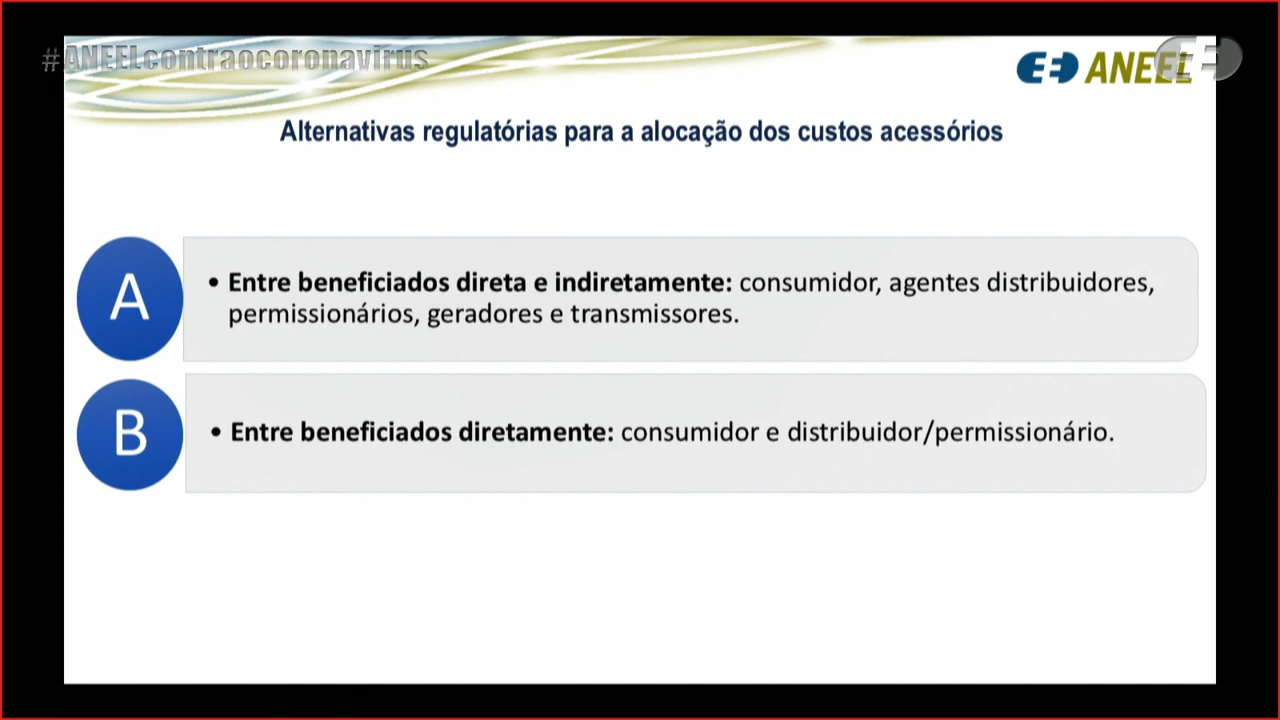 #ANEELcontraocoronavírus
ANEEL
Alternativas regulatórias para a alocação dos custos acessórios
A
• Entre beneficiados direta e indiretamente: consumidor, agentes distribuidores,
permissionários, geradores e transmissores.
B
• Entre beneficiados diretamente: consumidor e distribuidor/permissionário.